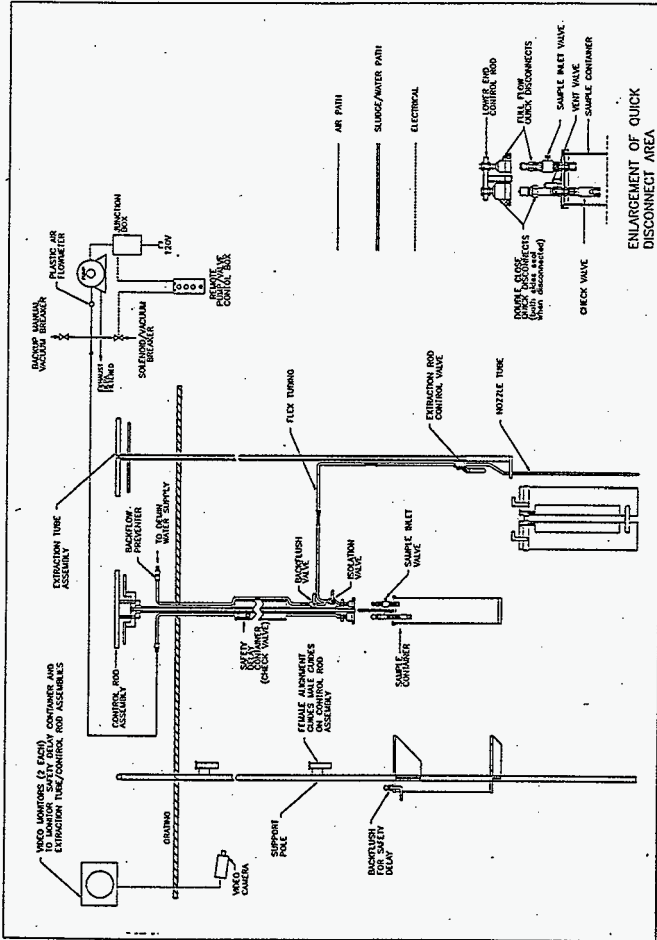 VIDEO MONITORS (2 EACH)
TO MONITOR SAFETY DELAY CONTAINER AND
EXTRACTION TUBE/CONTROL ROD ASSEMBLIES
VIDEO
CAMERA
GRATING
SUPPORT
POLE
BACKFLUSH
FOR SAFETY
DELAY
FEMALE ALIGNMENT
GUIDES MALE GUIDES
ON CONTROL ROD
ASSEMBLY
CONTROL ROD
ASSEMBLY
BACKFLOW
PREVENTER
TO DEIAN
WATER SUPPLY
SAFETY
DELAY
CONTAINER
(CHECK VALVE)
BACKFLUSH
VALVE
ISOLATION
VALVE
SAMPLE INLET
VALVE
SAMPLE
CONTAINER
EXTRACTION TUBE
ASSEMBLY
FLEX TUBING
EXTRACTION ROD
CONTROL VALVE
NOZZLE TUBE
BACKUP MANUAL
VACUUM BREAKER
PLASTIC AIR
FLOWMETER
EXHAUST
SOLENOID/VACUUM
BREAKER
JUNCTION
BOX
120V
REMOTE
PUMP/VALVE
CONTOL BOX
AIR PATH
SLUDGE/WATER PATH
ELECTRICAL
LOWER END
CONTROL ROD
FULL FLOW
QUICK DISCONNECTS
SAMPLE INLET VALVE
VENT VALVE
SAMPLE CONTAINER
DOUBLE CLOSE
QUICK DISCONNECTS
(both sides seal
when disconnected)
CHECK VALVE
ENLARGEMENT OF QUICK
DISCONNECT AREA